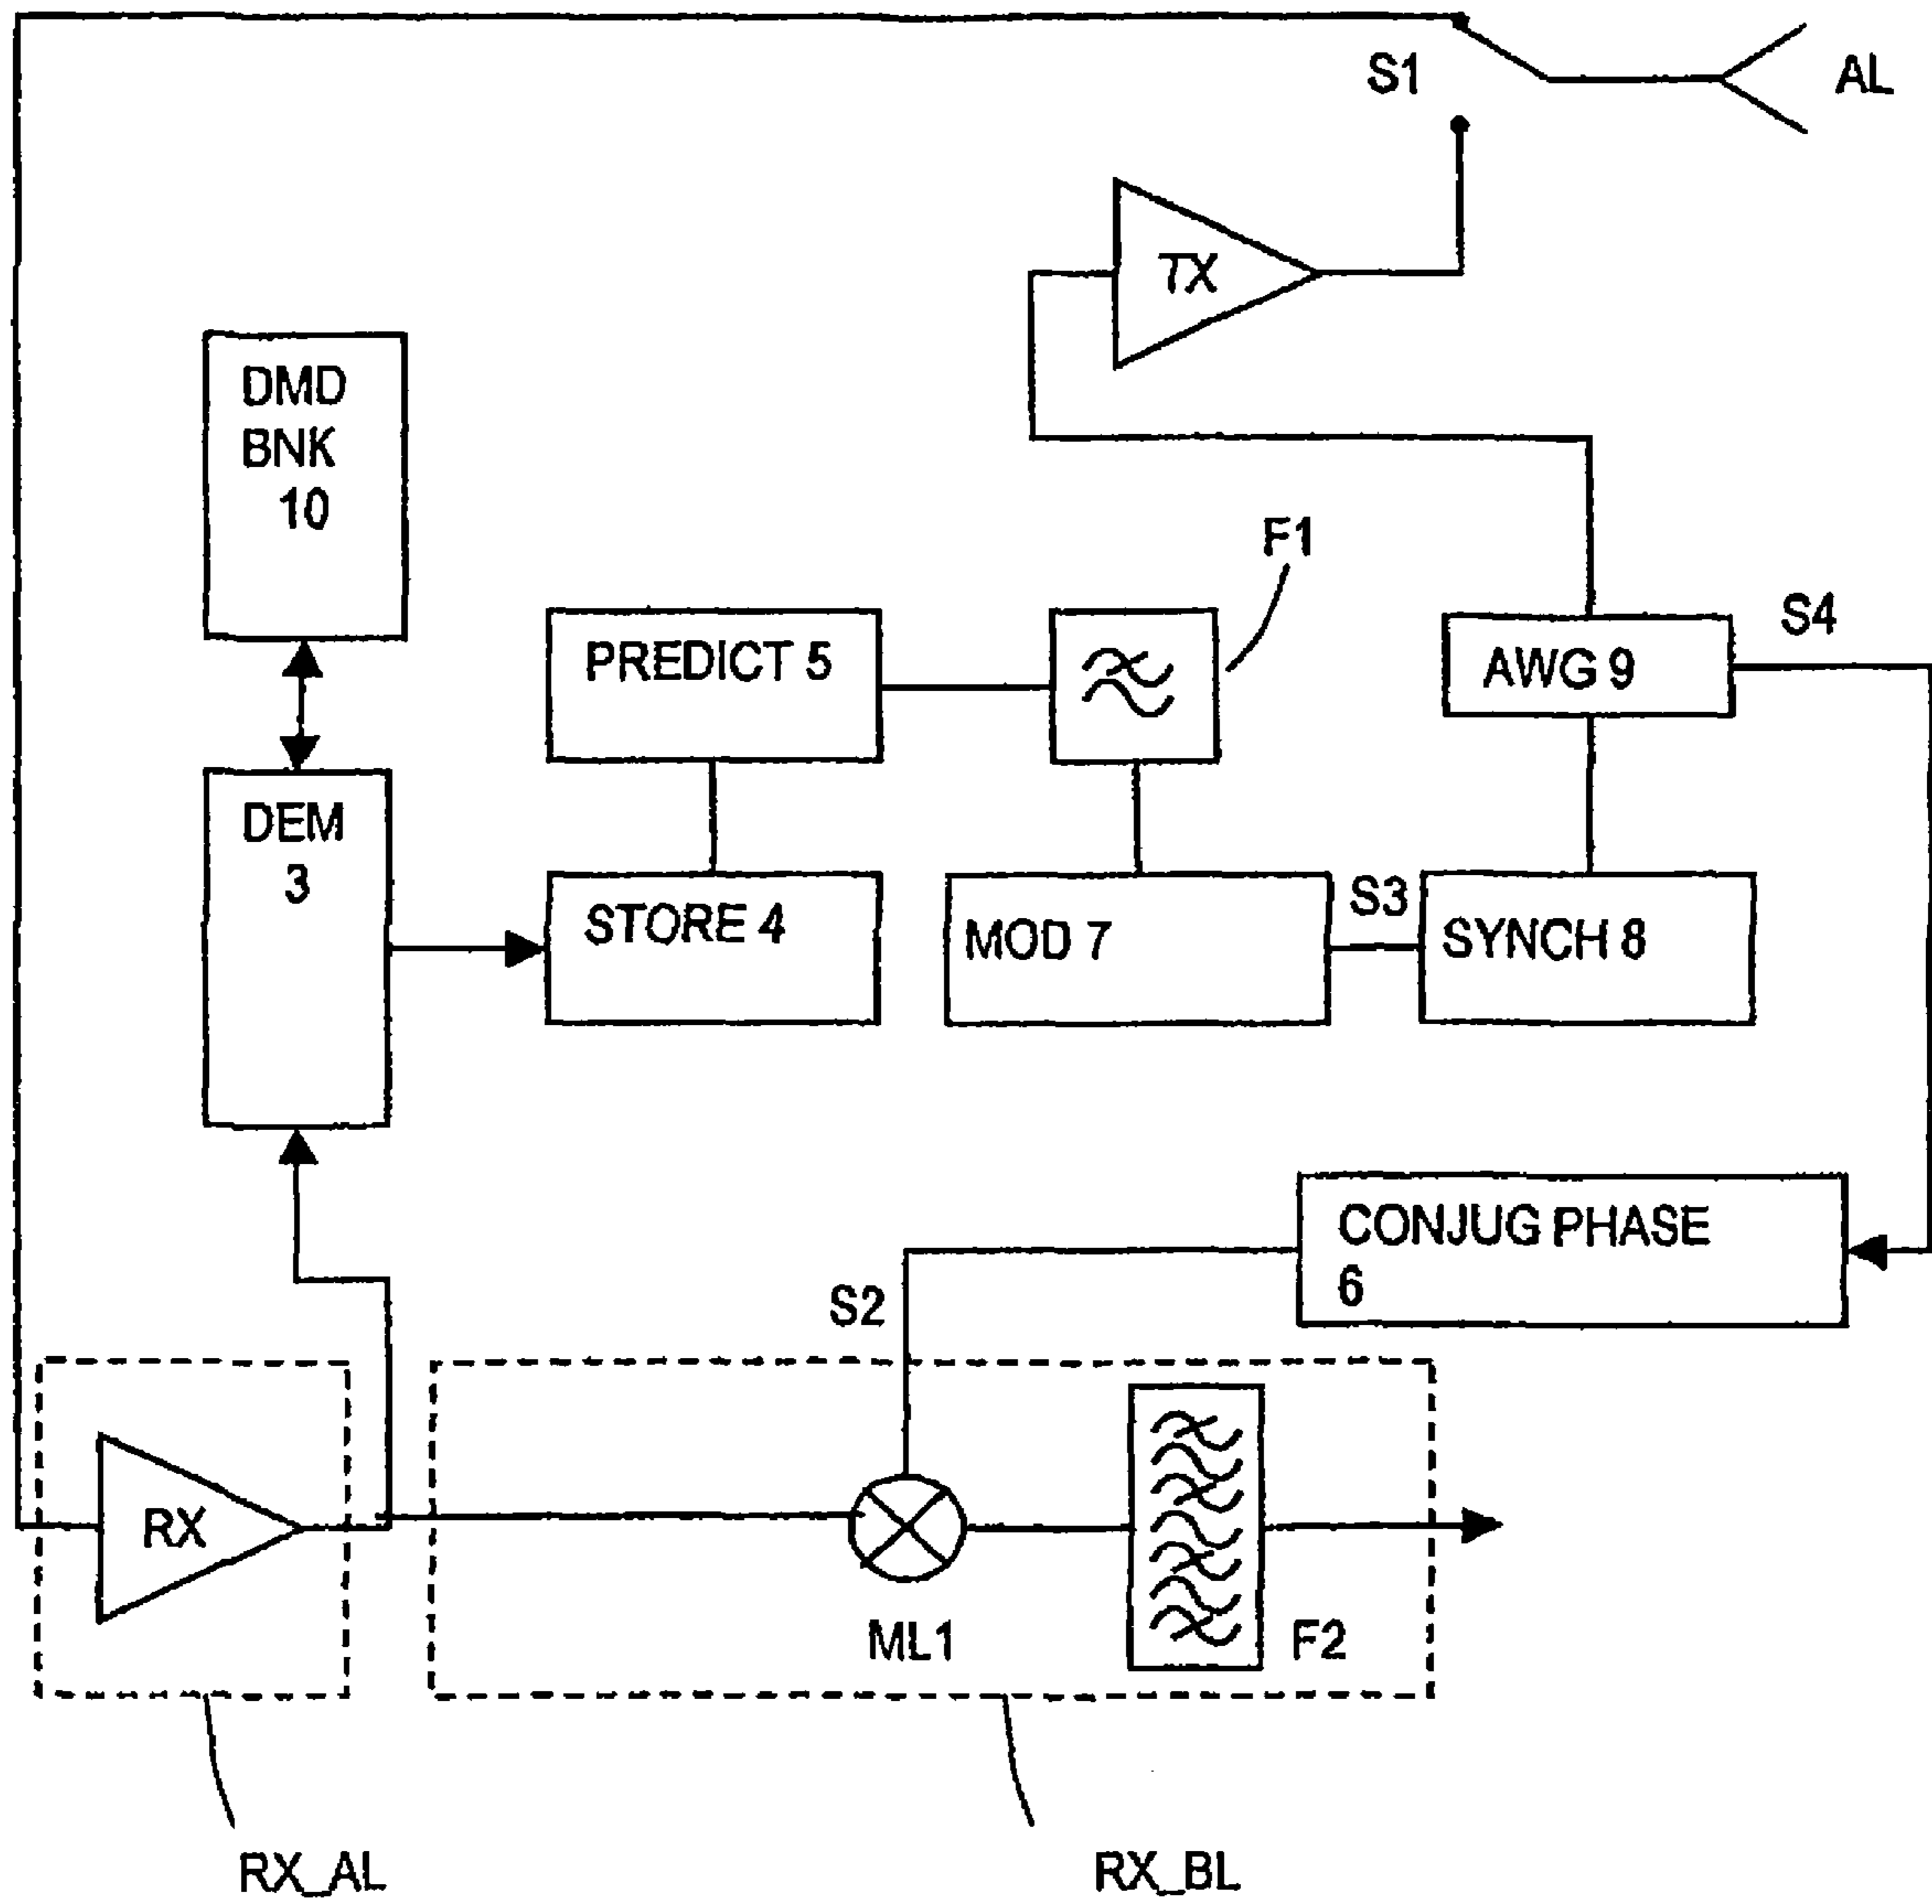 S1
AL
TX
DMD
BNK
10
F1
PREDICT 5
AWG 9
S4
DEM
3
STORE 4
MOD 7
S3
SYNCH 8
CONJUG PHASE
6
S2
RX
ML1
F2
RX_AL
RX_BL